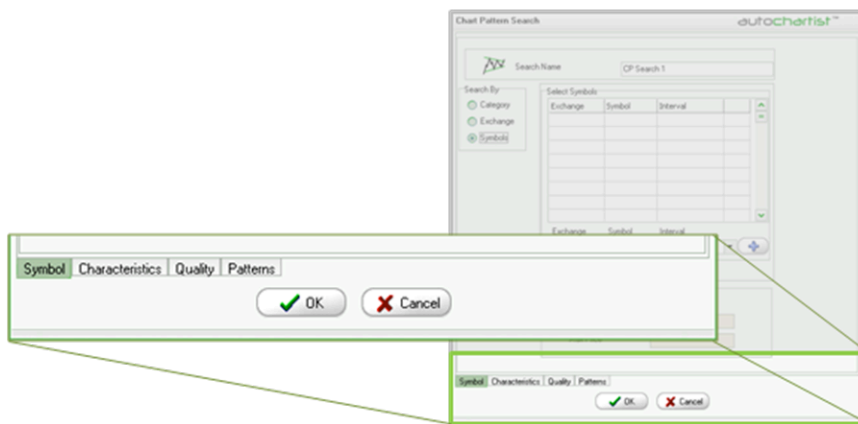 Chart Pattern Search
autochartist™
Search Name
CP Search 1
Search By
Category
Exchange
Symbols
Select Symbols
Exchange Symbol Interval
Exchange Symbol Interval
Symbol Characteristics Quality Patterns
OK Cancel
Symbol Characteristics Quality Patterns
OK Cancel